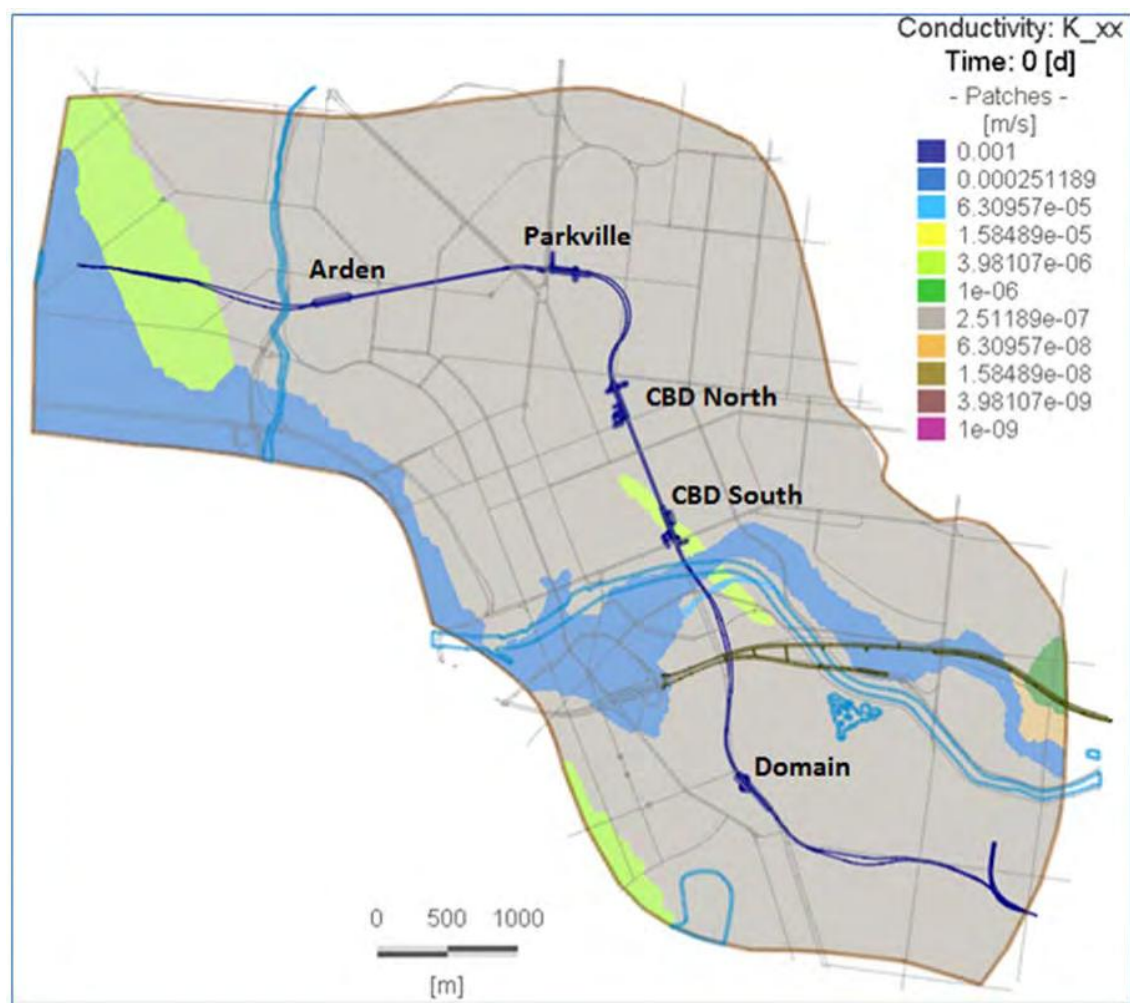 Conductivity: K_xx
Time: 0 [d]
- Patches -
[m/s]
0.001
0.000251189
6.30957e-05
1.58489e-05
3.98107e-06
1e-06
2.51189e-07
6.30957e-08
1.58489e-08
3.98107e-09
1e-09
Parkville
Arden
CBD North
CBD South
Domain
0 500 1000
[m]